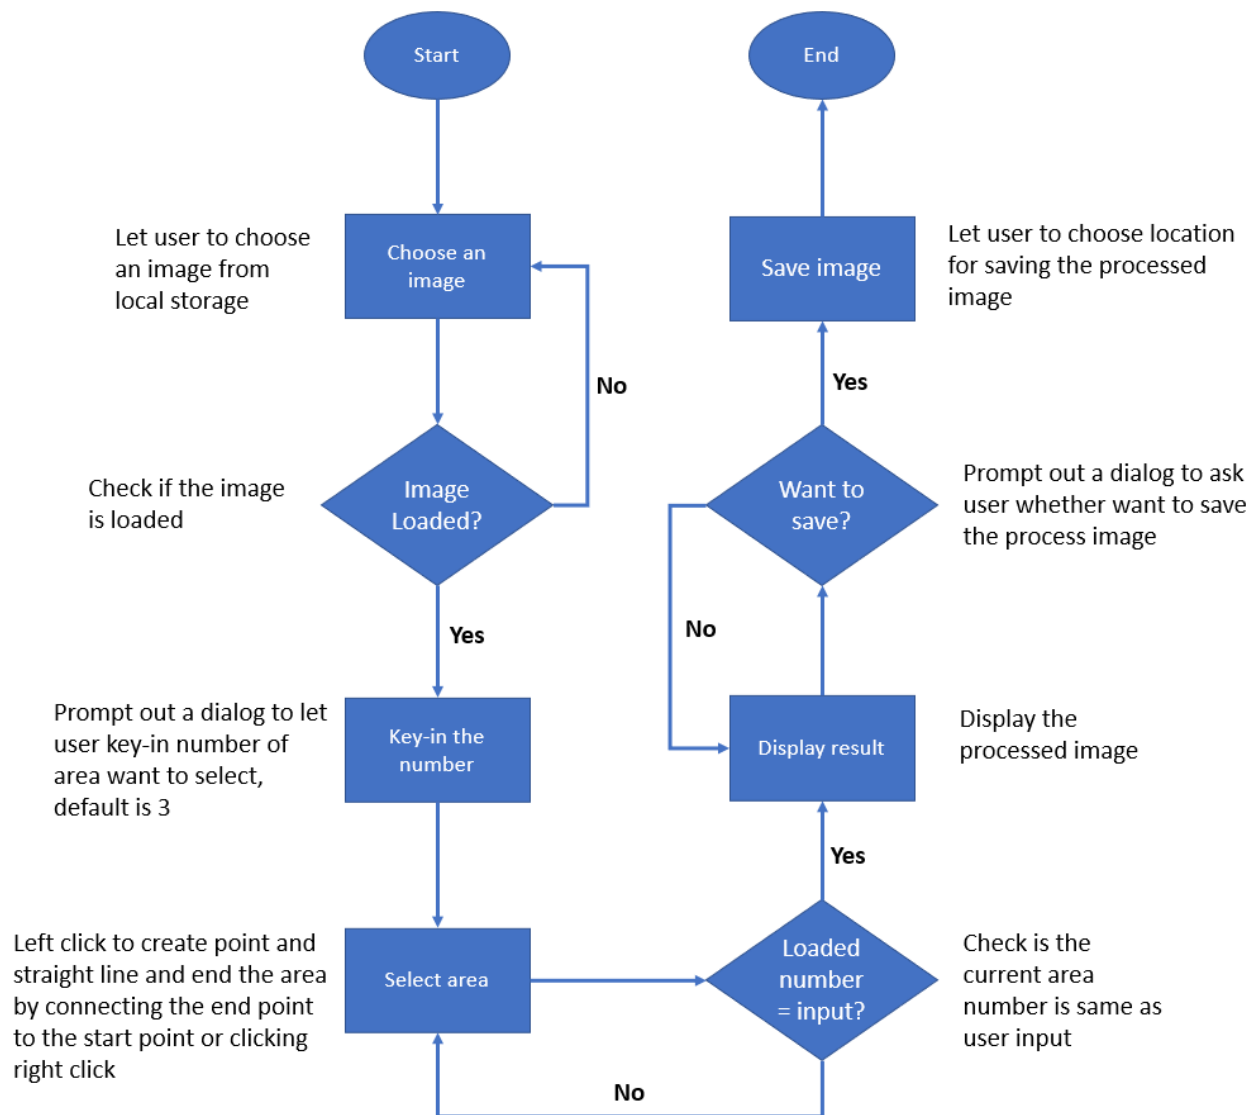 Start
End
Let user to choose
an image from
local storage
Choose an
image
Save image
Let user to choose location
for saving the processed
image
No
Yes
Check if the image
is loaded
Image
Loaded?
Want to
save?
Prompt out a dialog to ask
user whether want to save
the process image
Yes
No
Prompt out a dialog to let
user key-in number of
area want to select,
default is 3
Key-in the
number
Display result
Display the
processed image
Yes
Left click to create point and
straight line and end the area
by connecting the end point
to the start point or clicking
right click
Select area
Loaded
number
= input?
Check is the
current area
number is same as
user input
No